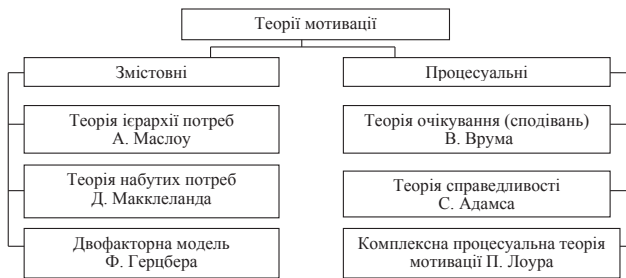 Теорії мотивації
Змістовні
Процесуальні
Теорія ієрархії потреб
А. Маслоу
Теорія очікування (сподівань)
В. Врума
Теорія набутих потреб
Д. Макклеланда
Теорія справедливості
С. Адамса
Двофакторна модель
Ф. Герцбера
Комплексна процесуальна теорія
мотивації П. Лоура